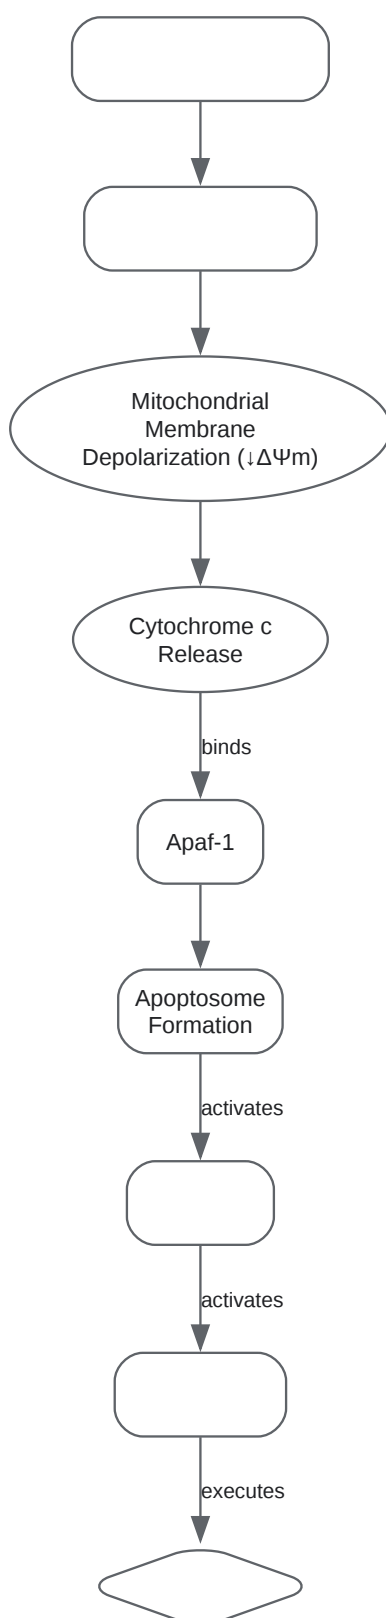 Mitochondrial
Membrane
Depolarization (↓ΔΨm)
Cytochrome c
Release
binds
Apaf-1
Apoptosome
Formation
activates
activates
executes